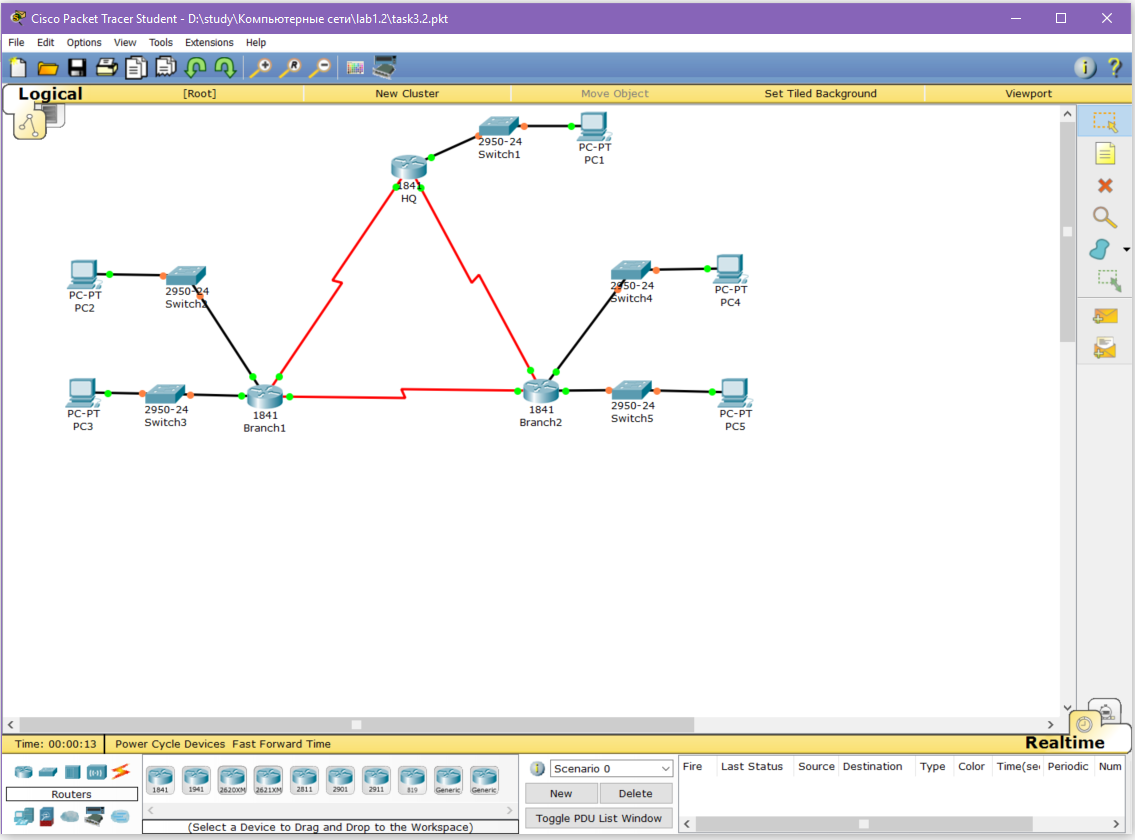 Cisco Packet Tracer Student - D:\study\Компьютерные сети\lab1.2\task3.2.pkt
File Edit Options View Tools Extensions Help
Logical [Root] New Cluster Move Object Set Tiled Background Viewport
2950-24
Switch1
PC-PT
PC1
1841
HQ
PC-PT
PC2
2950-24
Switch2
2950-24
Switch4
PC-PT
PC4
PC-PT
PC3
2950-24
Switch3
1841
Branch1
1841
Branch2
2950-24
Switch5
PC-PT
PC5
Time: 00:00:13 Power Cycle Devices Fast Forward Time
Realtime
Routers
1841 1941 2620XM 2621XM 2811 2901 2911 819 Generic Generic
(Select a Device to Drag and Drop to the Workspace)
Scenario 0
New Delete
Toggle PDU List Window
Fire Last Status Source Destination Type Color Time(sec Periodic Num